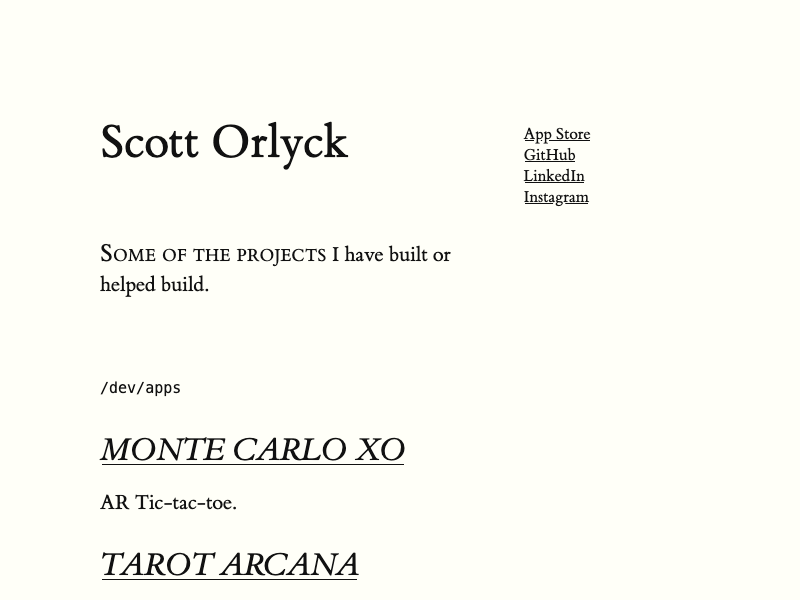 Scott Orlyck
App Store
GitHub
LinkedIn
Instagram
SOME OF THE PROJECTS I have built or
helped build.
/dev/apps
MONTE CARLO XO
AR Tic-tac-toe.
TAROT ARCANA